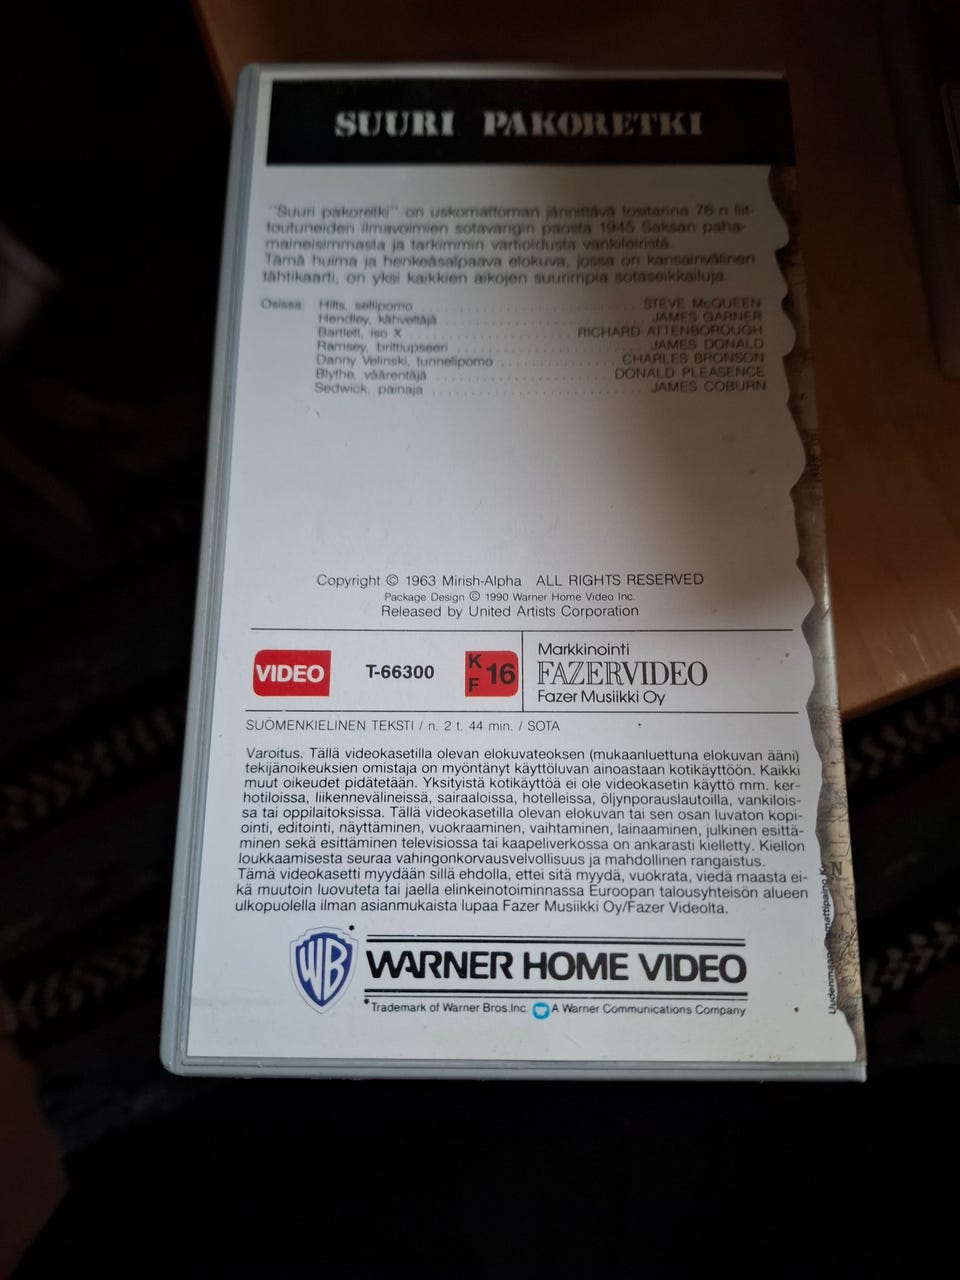 SUURI PAKORETKI
"Suuri pakoretki" on uskomattoman jännittävä tositarina 76:n liit-
toutuneiden ilmavoimien sotavangin paosta 1945 Saksan paha-
maineisimmasta ja tarkimmin vartioidusta vankileiristä.
Tämä huima ja henkeäsalpaava elokuva, jossa on kansainvälinen
tähtikaarti, on yksi kaikkien aikojen suurimpia sotaseikkailuja.
Osissa Hilts, sellipomo STEVE McQUEEN
Hendley, kähveltäjä JAMES GARNER
Bartlett, iso X RICHARD ATTENBOROUGH
Ramsey, brittiupseeri JAMES DONALD
Danny Velinski, tunnelipomo CHARLES BRONSON
Blythe, väärentäjä DONALD PLEASENCE
Sedwick, painaja JAMES COBURN
Copyright © 1963 Mirish-Alpha ALL RIGHTS RESERVED
Package Design © 1990 Warner Home Video Inc.
Released by United Artists Corporation
VIDEO T-66300 KF 16
Markkinointi
FAZERVIDEO
Fazer Musiikki Oy
SUOMENKIELINEN TEKSTI / n. 2 t. 44 min. / SOTA
Varoitus. Tällä videokasetilla olevan elokuvateoksen (mukaanluettuna elokuvan ääni)
tekijänoikeuksien omistaja on myöntänyt käyttöluvan ainoastaan kotikäyttöön. Kaikki
muut oikeudet pidätetään. Yksityistä kotikäyttöä ei ole videokasetin käyttö mm. ker-
hotiloissa, liikennevälineissä, sairaaloissa, hotelleissa, öljynporauslautoilla, vankilois-
sa tai oppilaitoksissa. Tällä videokasetilla olevan elokuvan tai sen osan luvaton kopi-
ointi, editointi, näyttäminen, vuokraaminen, vaihtaminen, lainaaminen, julkinen esittä-
minen sekä esittäminen televisiossa tai kaapeliverkossa on ankarasti kielletty. Kiellon
loukkaamisesta seuraa vahingonkorvausvelvollisuus ja mahdollinen rangaistus.
Tämä videokasetti myydään sillä ehdolla, ettei sitä myydä, vuokrata, viedä maasta ei-
kä muutoin luovuteta tai jaella elinkeinotoiminnassa Euroopan talousyhteisön alueen
ulkopuolella ilman asianmukaista lupaa Fazer Musiikki Oy/Fazer Videolta.
WB* WARNER HOME VIDEO
*Trademark of Warner Bros.Inc. A Warner Communications Company
N